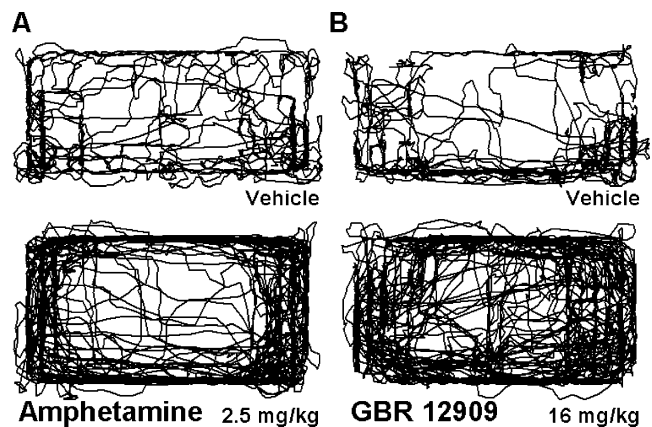 A
B
Vehicle
Vehicle
Amphetamine 2.5 mg/kg
GBR 12909 16 mg/kg